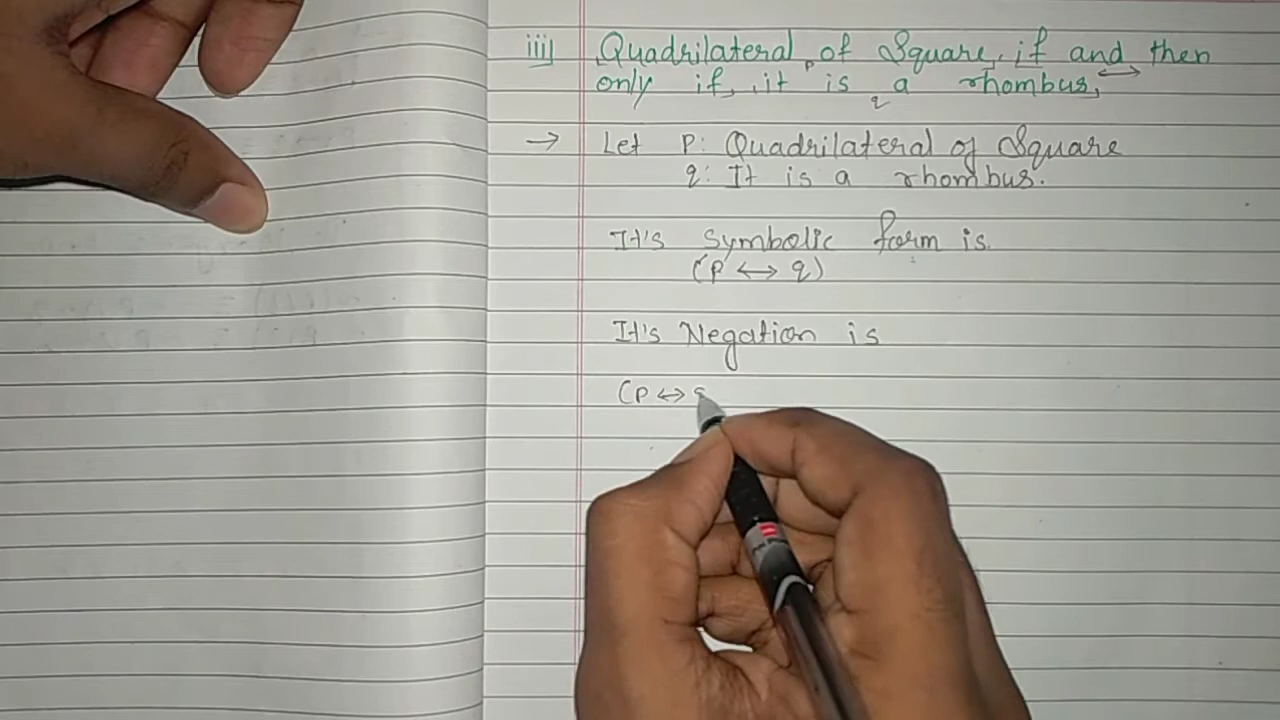 iii) Quadrilateral of Square, if and then
p ↔
only if, it is a rhombus,
q
→ Let p: Quadrilateral of Square
q: It is a rhombus.
It's Symbolic form is
(p ↔ q)
It's Negation is
(p ↔